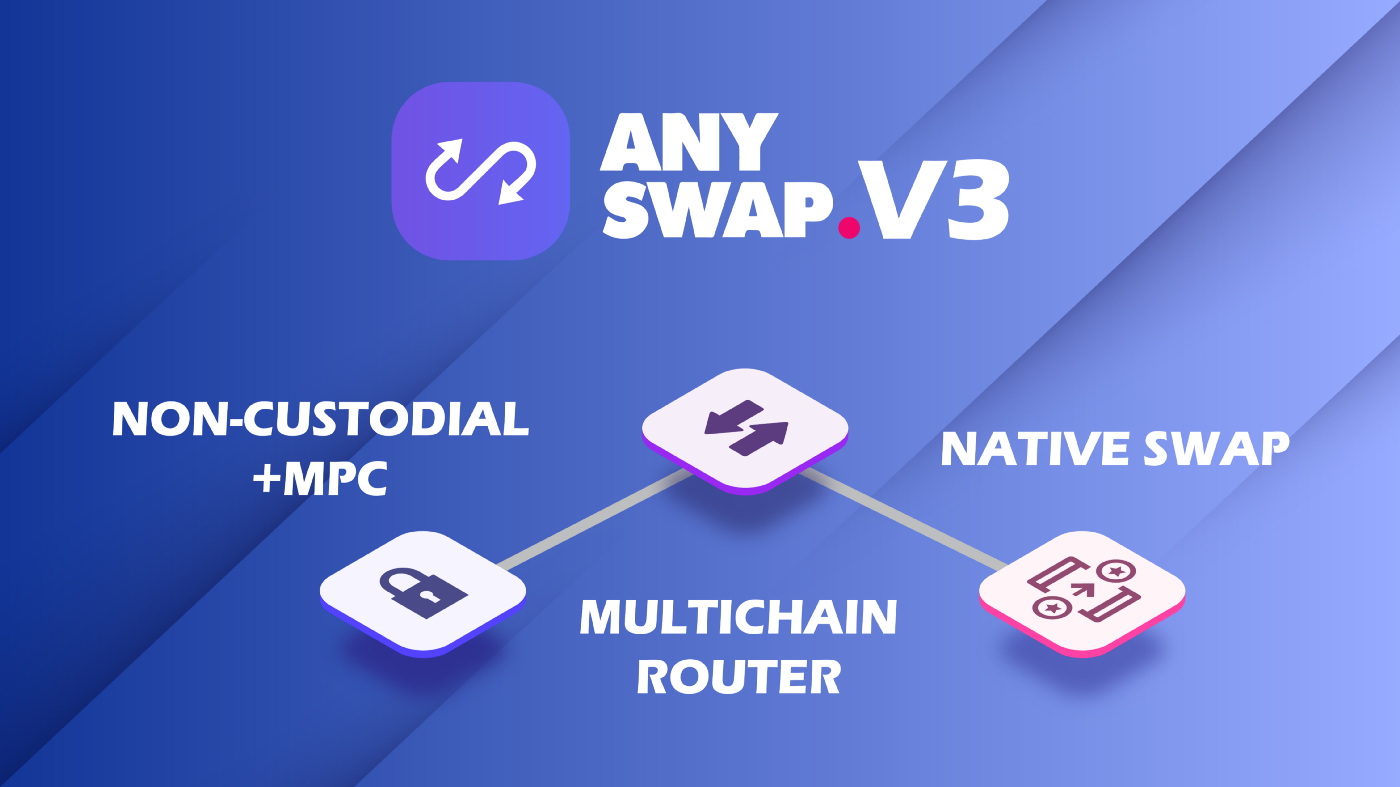 ANY
SWAP.V3
NON-CUSTODIAL
+MPC
NATIVE SWAP
MULTICHAIN
ROUTER